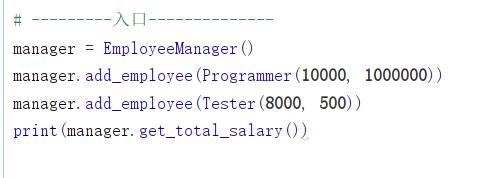 # ---------入口-------------
manager = EmployeeManager()
manager.add_employee(Programmer(10000, 1000000))
manager.add_employee(Tester(8000, 500))
print(manager.get_total_salary())